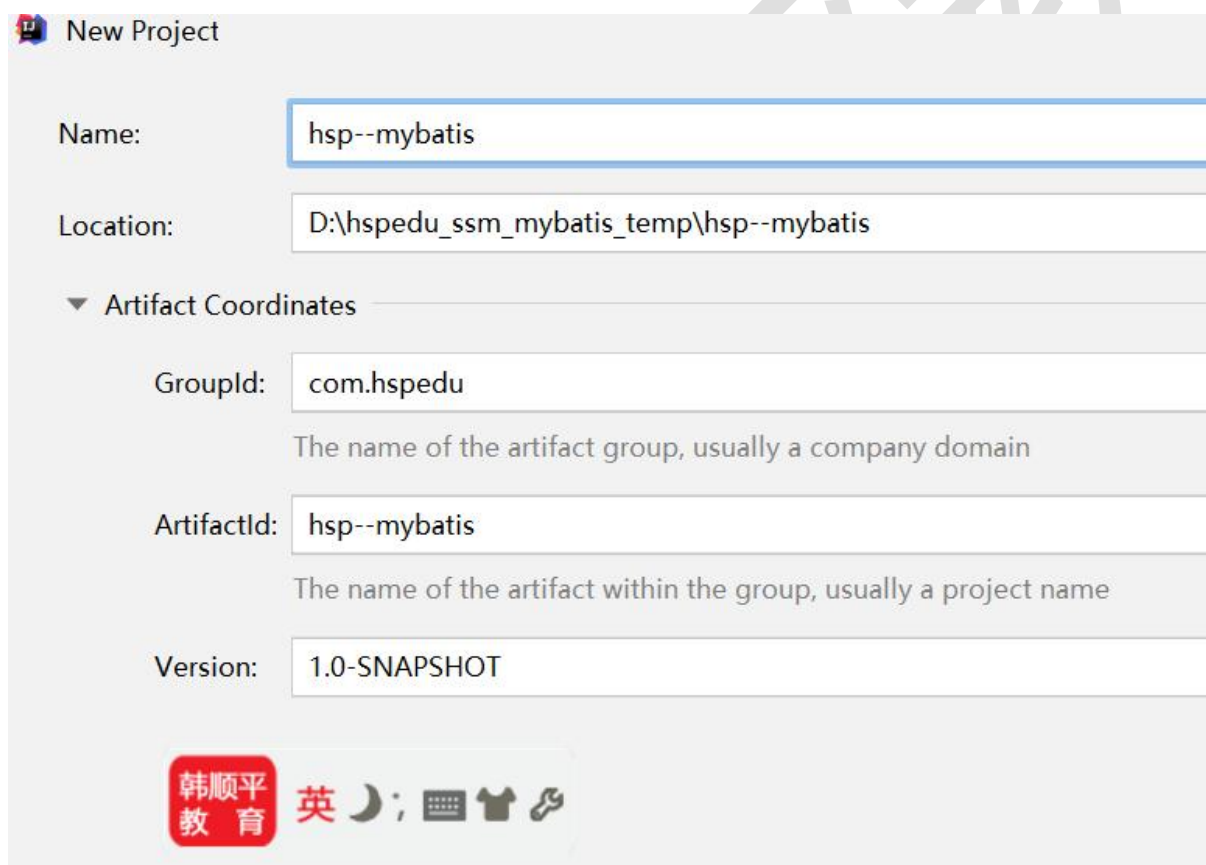 New Project
Name: hsp--mybatis
Location: D:\hspedu_ssm_mybatis_temp\hsp--mybatis
Artifact Coordinates
GroupId: com.hspedu
The name of the artifact group, usually a company domain
ArtifactId: hsp--mybatis
The name of the artifact within the group, usually a project name
Version: 1.0-SNAPSHOT
韩顺平
教 育 英 ;